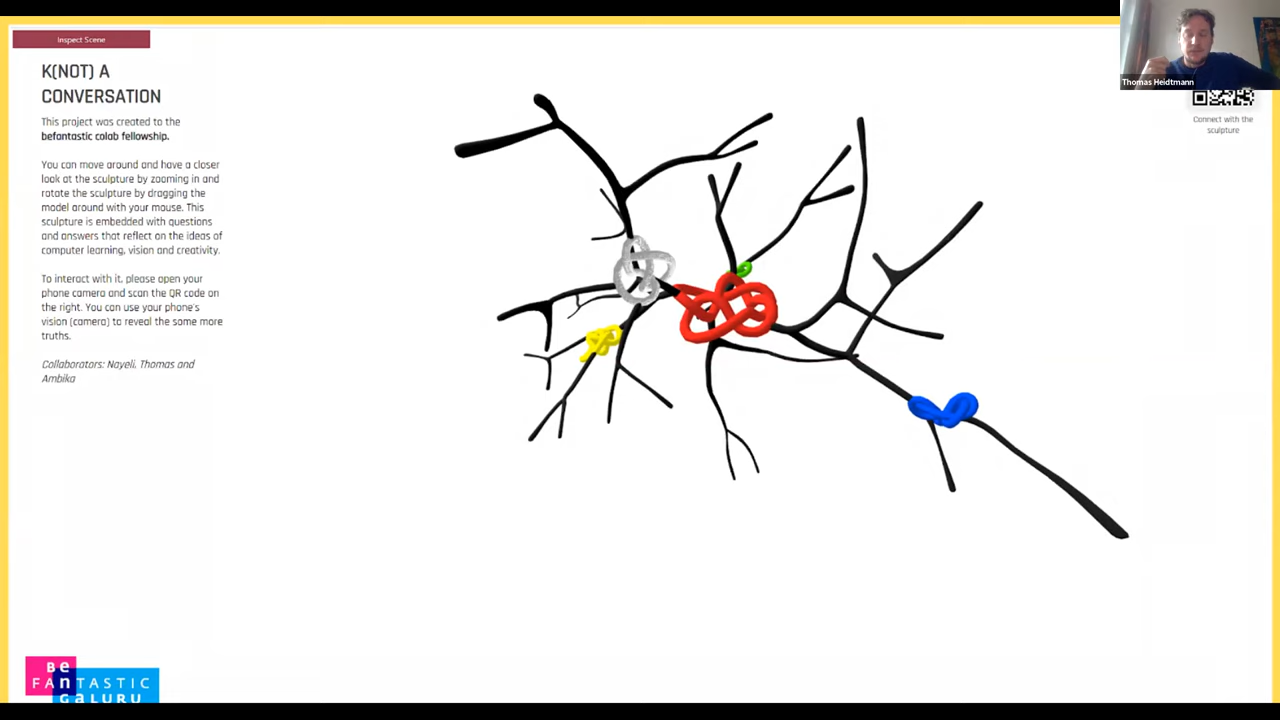 Inspect Scene
K(NOT) A
CONVERSATION
This project was created to the
befantastic colab fellowship.
You can move around and have a closer
look at the sculpture by zooming in and
rotate the sculpture by dragging the
model around with your mouse. This
sculpture is embedded with questions
and answers that reflect on the ideas of
computer learning, vision and creativity.
To interact with it, please open your
phone camera and scan the QR code on
the right. You can use your phone's
vision (camera) to reveal the same more
truths.
Collaborators: Nayeli, Thomas and
Ambika
Thomas Heidtmann
Connect with the
sculpture
Be
FANTASTIC
nGaLURU